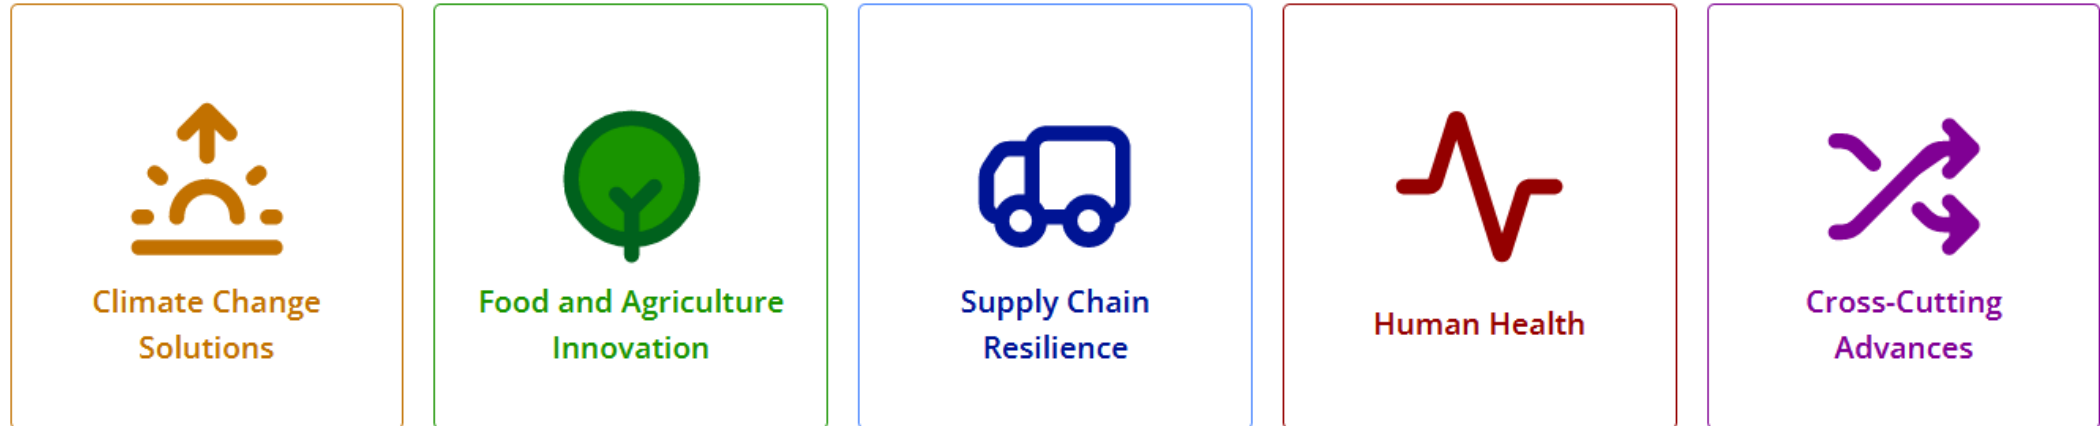 Climate Change
Solutions
Food and Agriculture
Innovation
Supply Chain
Resilience
Human Health
Cross-Cutting
Advances